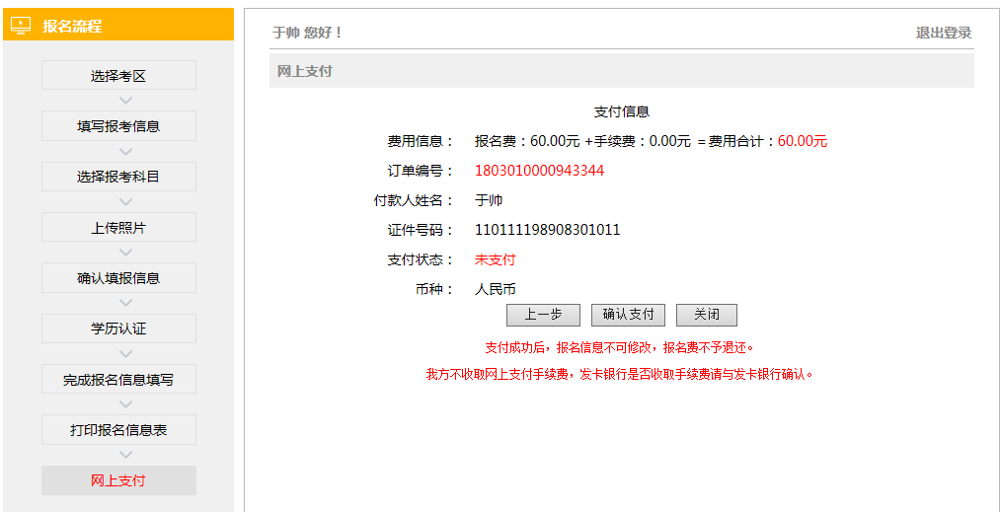 报名流程
选择考区
填写报考信息
选择报考科目
上传照片
确认填报信息
学历认证
完成报名信息填写
打印报名信息表
网上支付
于帅 您好！
退出登录
网上支付
支付信息
费用信息： 报名费：60.00元 +手续费：0.00元 = 费用合计：60.00元
订单编号： 1803010000943344
付款人姓名： 于帅
证件号码： 110111198908301011
支付状态： 未支付
币种： 人民币
上一步 确认支付 关闭
支付成功后，报名信息不可修改，报名费不予退还。
我方不收取网上支付手续费，发卡银行是否收取手续费请与发卡银行确认。